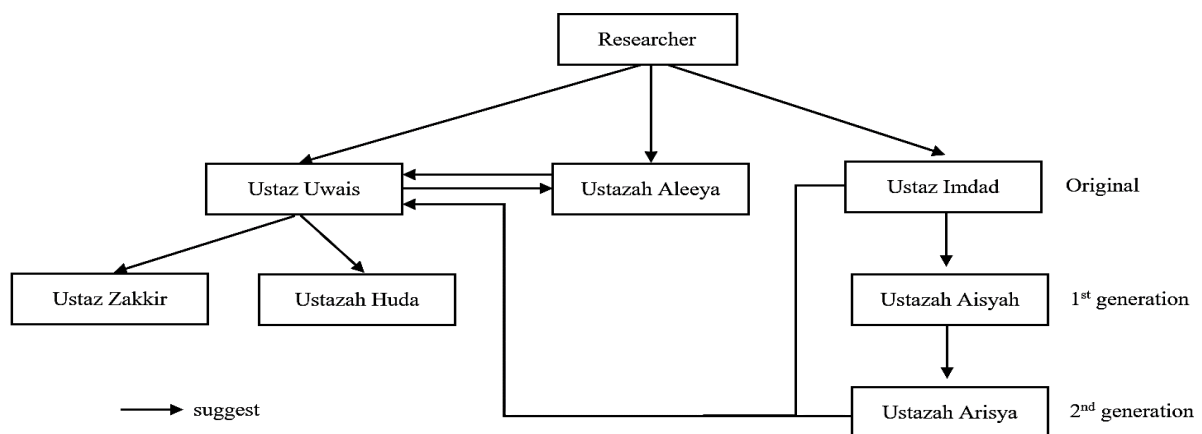 Researcher
Ustaz Uwais
Ustazah Aleeya
Ustaz Imdad
Original
Ustaz Zakkir
Ustazah Huda
Ustazah Aisyah
1st generation
suggest
Ustazah Arisya
2nd generation